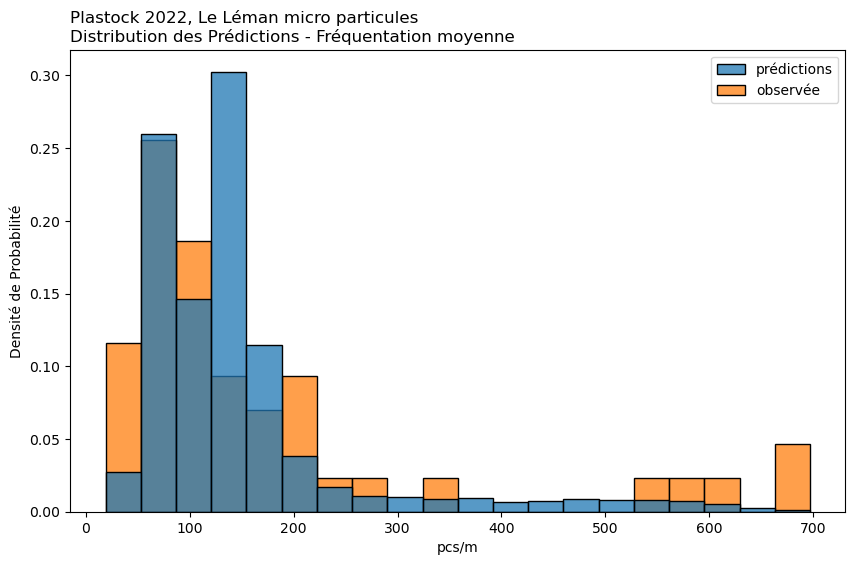 Plastock 2022, Le Léman micro particules
Distribution des Prédictions - Fréquentation moyenne
prédictions
observée
Densité de Probabilité
0.30
0.25
0.20
0.15
0.10
0.05
0.00
0 100 200 300 400 500 600 700
pcs/m